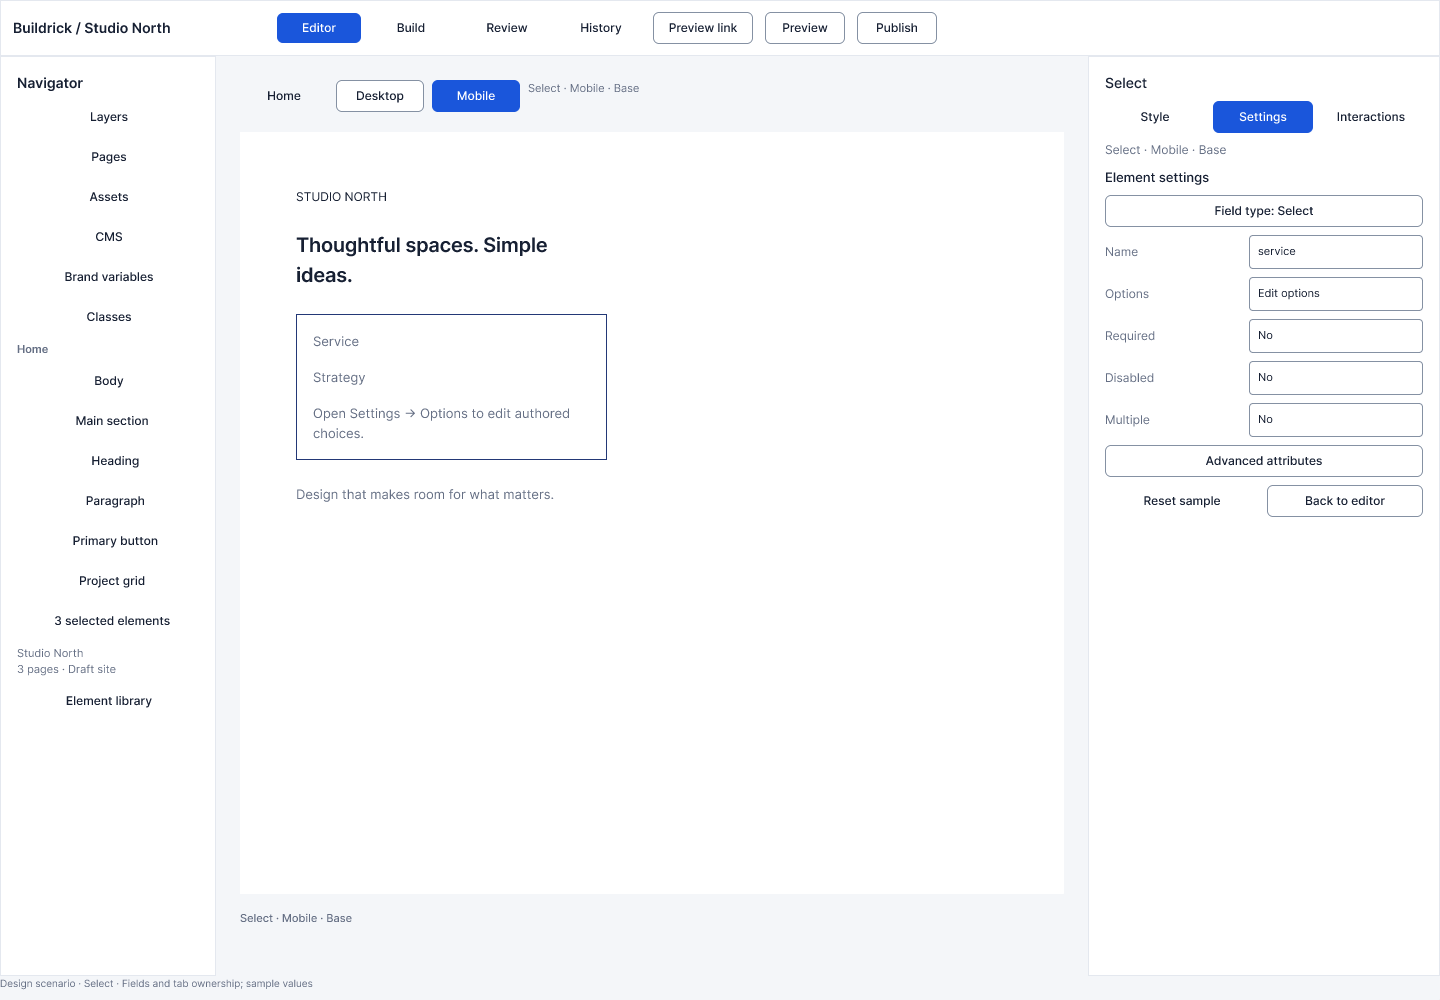 Buildrick / Studio North
Editor
Build
Review
History
Preview link
Preview
Publish
Navigator
Layers
Pages
Assets
CMS
Brand variables
Classes
Home
Body
Main section
Heading
Paragraph
Primary button
Project grid
3 selected elements
Studio North
3 pages · Draft site
Element library
Home
Desktop
Mobile
Select · Mobile · Base
STUDIO NORTH
Thoughtful spaces. Simple
ideas.
Service
Strategy
Open Settings → Options to edit authored
choices.
Design that makes room for what matters.
Select · Mobile · Base
Select
Style
Settings
Interactions
Select · Mobile · Base
Element settings
Field type: Select
Name
service
Options
Edit options
Required
No
Disabled
No
Multiple
No
Advanced attributes
Reset sample
Back to editor
Design scenario · Select · Fields and tab ownership; sample values